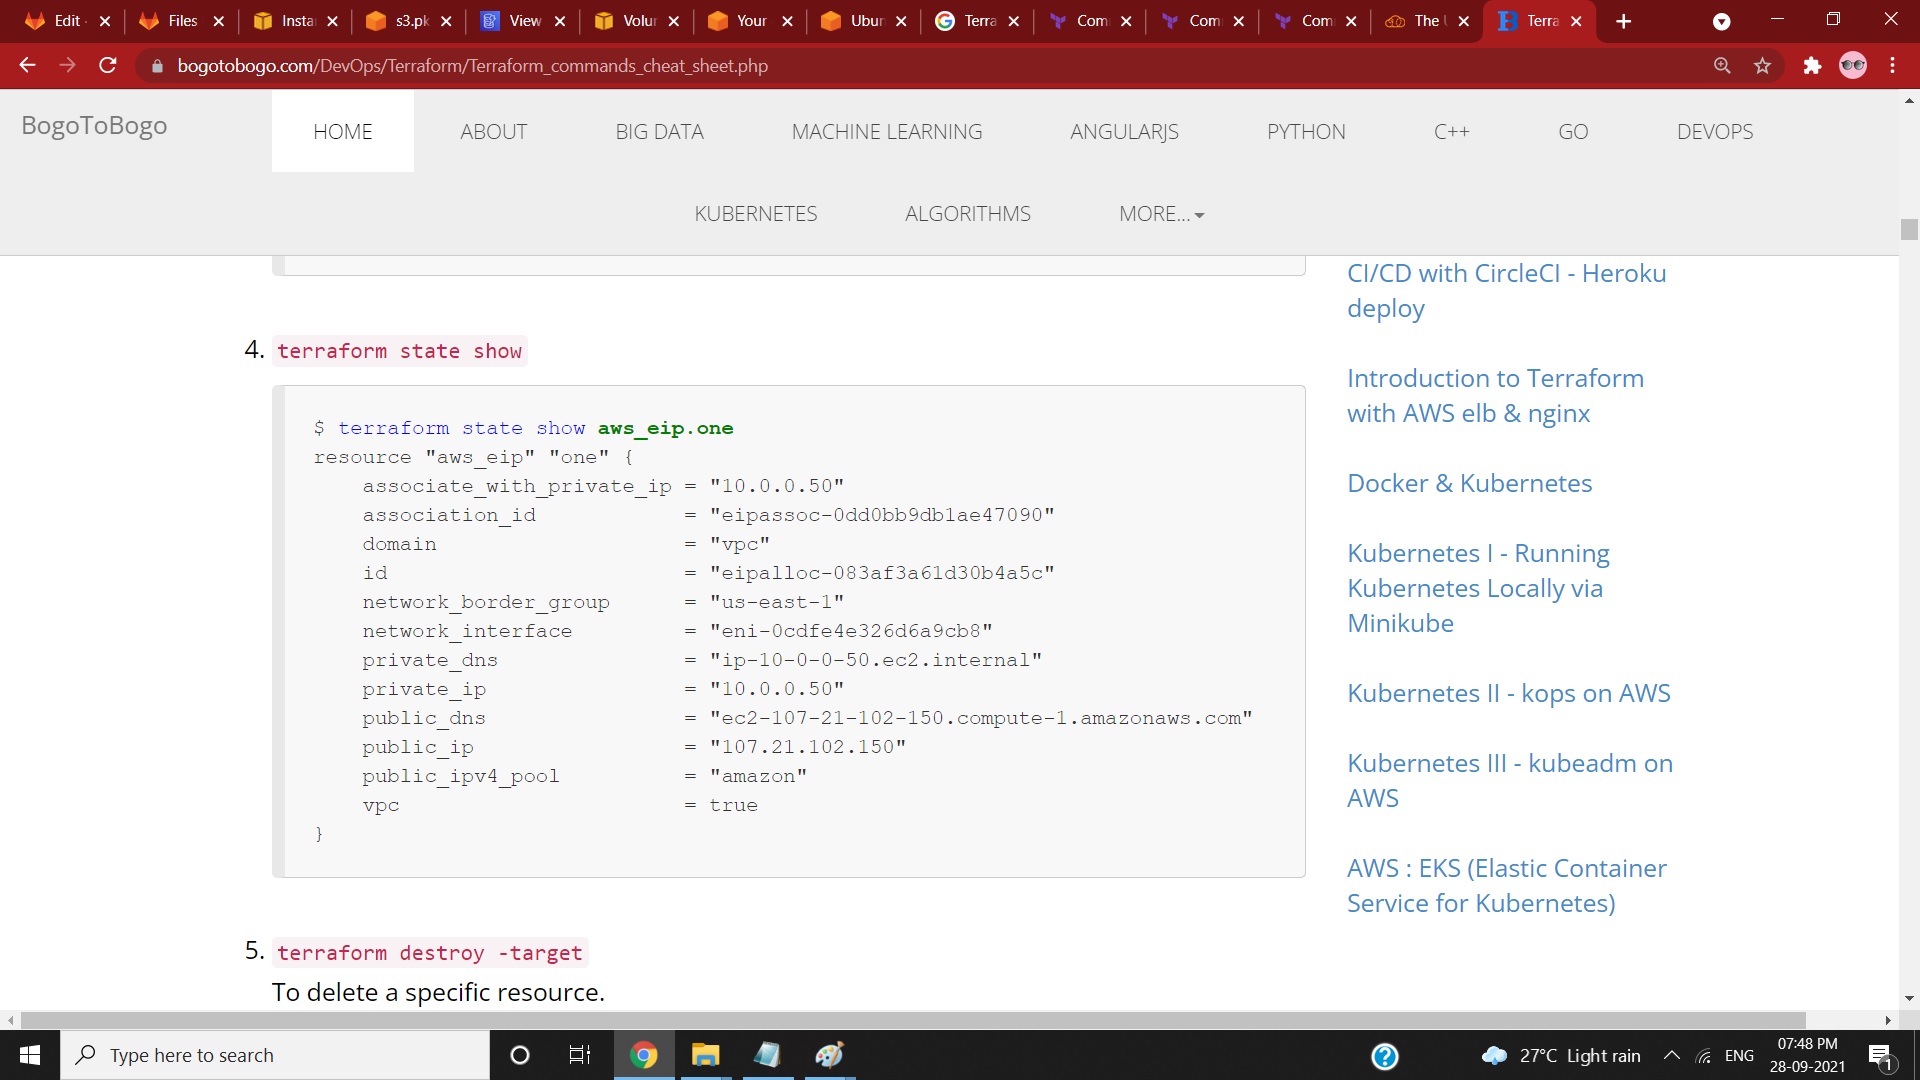 Edit
Files
Insta
s3.pk
View
Volur
Your
Ubur
Terra
Com
Com
Com
The
Terra
bogotobogo.com/DevOps/Terraform/Terraform_commands_cheat_sheet.php
BogoToBogo
HOME
ABOUT
BIG DATA
MACHINE LEARNING
ANGULARJS
PYTHON
C++
GO
DEVOPS
KUBERNETES
ALGORITHMS
MORE...
4. terraform state show
$ terraform state show aws_eip.one
resource "aws_eip" "one" {
associate_with_private_ip = "10.0.0.50"
association_id = "eipassoc-0dd0bb9db1ae47090"
domain = "vpc"
id = "eipalloc-083af3a61d30b4a5c"
network_border_group = "us-east-1"
network_interface = "eni-0cdfe4e326d6a9cb8"
private_dns = "ip-10-0-0-50.ec2.internal"
private_ip = "10.0.0.50"
public_dns = "ec2-107-21-102-150.compute-1.amazonaws.com"
public_ip = "107.21.102.150"
public_ipv4_pool = "amazon"
vpc = true
}
5. terraform destroy -target
To delete a specific resource.
CI/CD with CircleCI - Heroku
deploy
Introduction to Terraform
with AWS elb & nginx
Docker & Kubernetes
Kubernetes I - Running
Kubernetes Locally via
Minikube
Kubernetes II - kops on AWS
Kubernetes III - kubeadm on
AWS
AWS : EKS (Elastic Container
Service for Kubernetes)
Type here to search
27°C Light rain
ENG
07:48 PM
28-09-2021
1